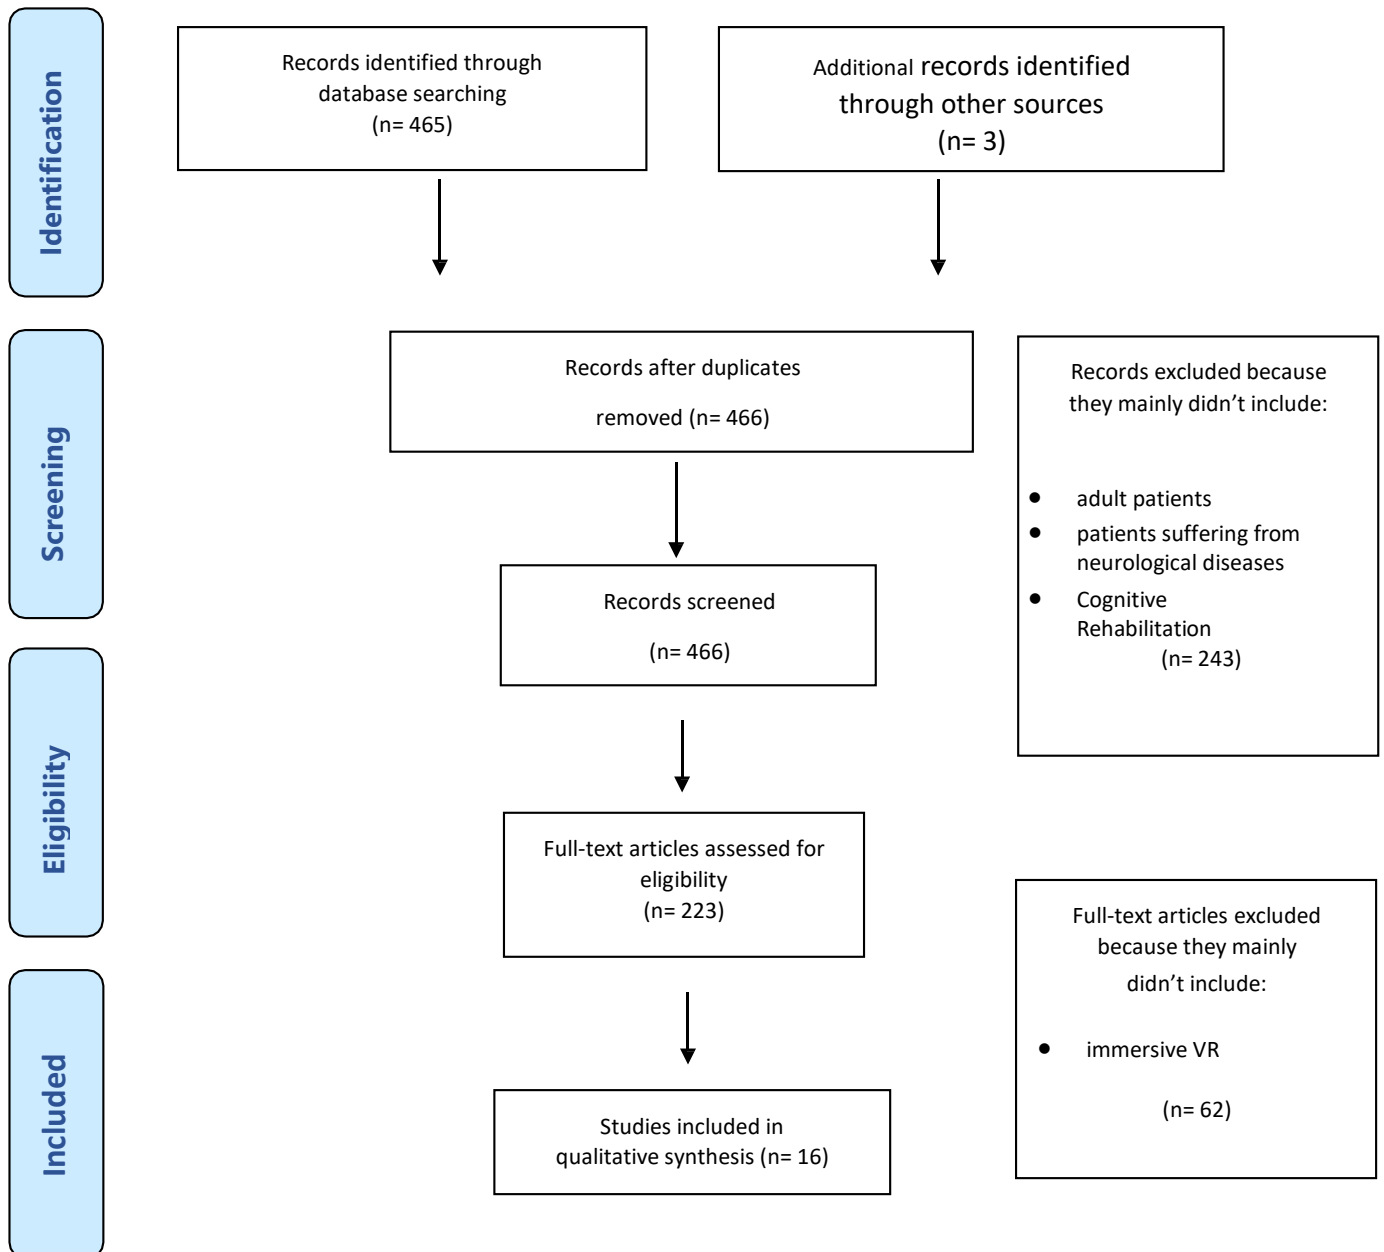 Identification
Records identified through
database searching
(n= 465)
Additional records identified
through other sources
(n= 3)
Screening
Records after duplicates
removed (n= 466)
Records excluded because
they mainly didn’t include:
● adult patients
● patients suffering from
neurological diseases
● Cognitive
Rehabilitation
(n= 243)
Records screened
(n= 466)
Eligibility
Full-text articles assessed for
eligibility
(n= 223)
Full-text articles excluded
because they mainly
didn’t include:
● immersive VR
(n= 62)
Included
Studies included in
qualitative synthesis (n= 16)